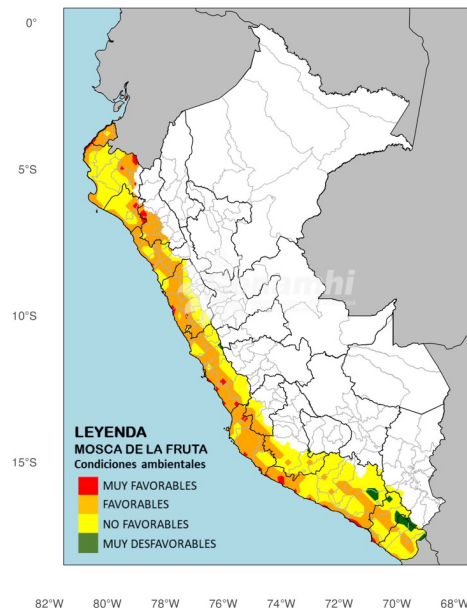 0°
5°S
10°S
15°S
senamhi
LEYENDA
MOSCA DE LA FRUTA
Condiciones ambientales
MUY FAVORABLES
FAVORABLES
NO FAVORABLES
MUY DESFAVORABLES
82°W 80°W 78°W 76°W 74°W 72°W 70°W 68°W